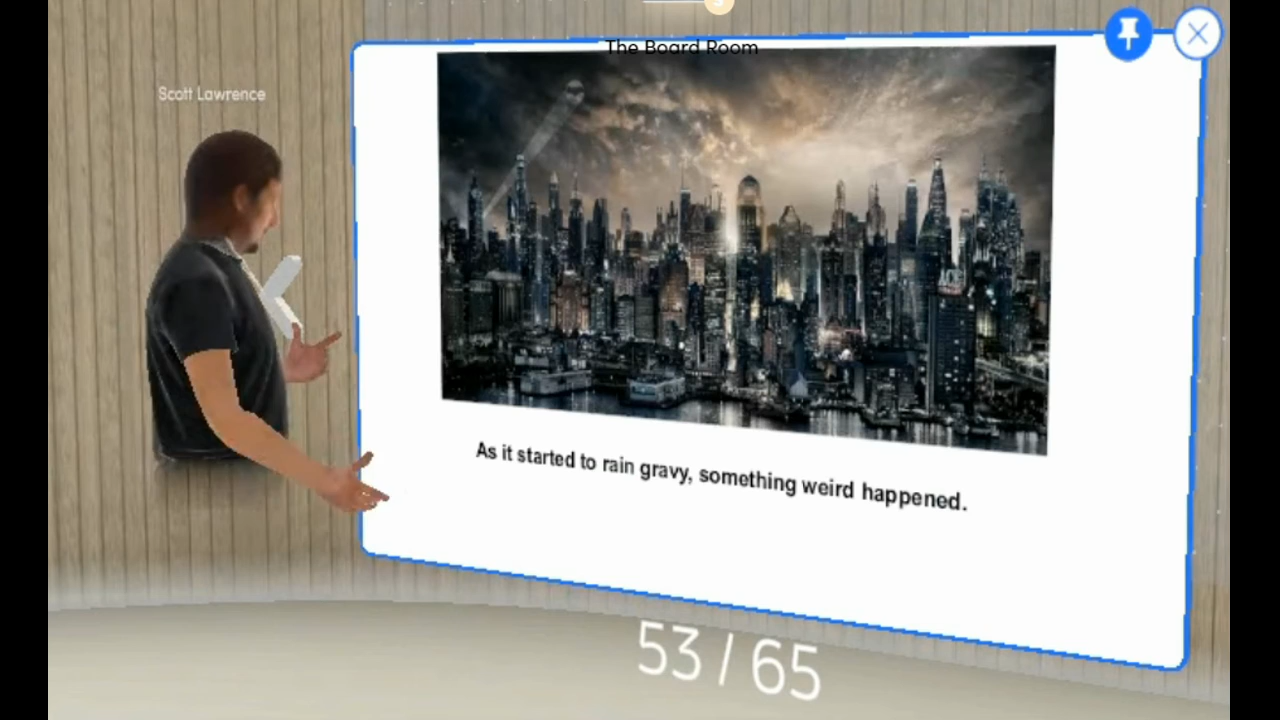 The Board Room
Scott Lawrence
As it started to rain gravy, something weird happened.
53 / 65